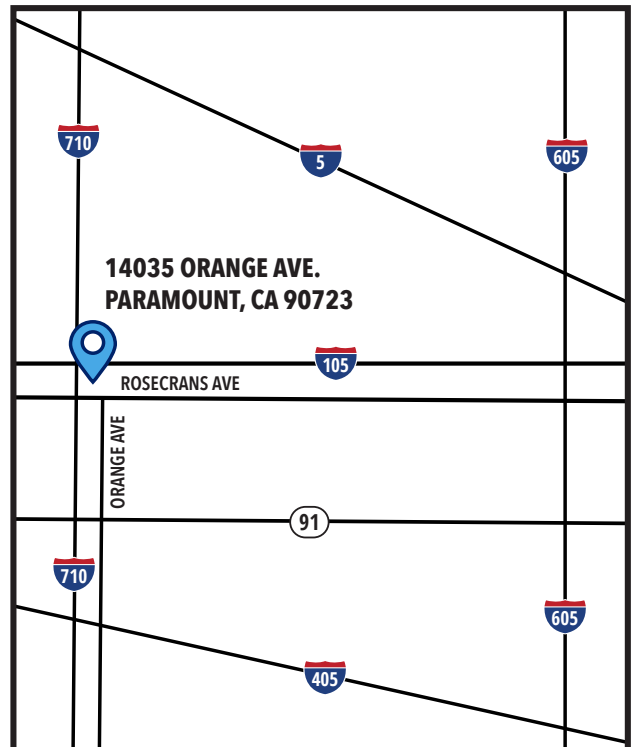 710
5
605
14035 ORANGE AVE.
PARAMOUNT, CA 90723
105
ROSECRANS AVE
ORANGE AVE
91
710
605
405